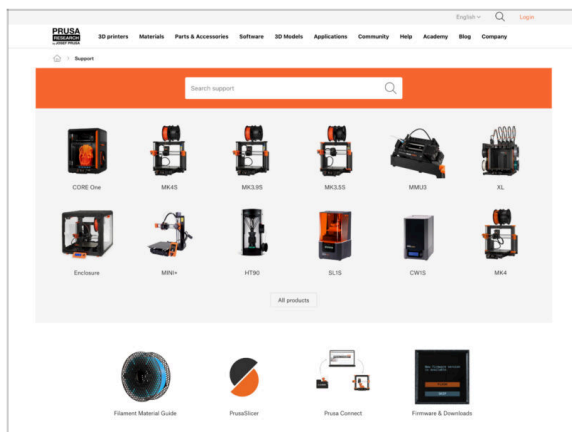 English
Login
PRUSA
RESEARCH
by JOSEF PRUSA
3D printers Materials Parts & Accessories Software 3D Models Applications Community Help Academy Blog Company
Support
Search support
CORE One MK4S MK3.9S MK3.5S MMU3 XL
Enclosure MINI+ HT90 SL1S CW1S MK4
All products
Filament Material Guide PrusaSlicer Prusa Connect Firmware & Downloads